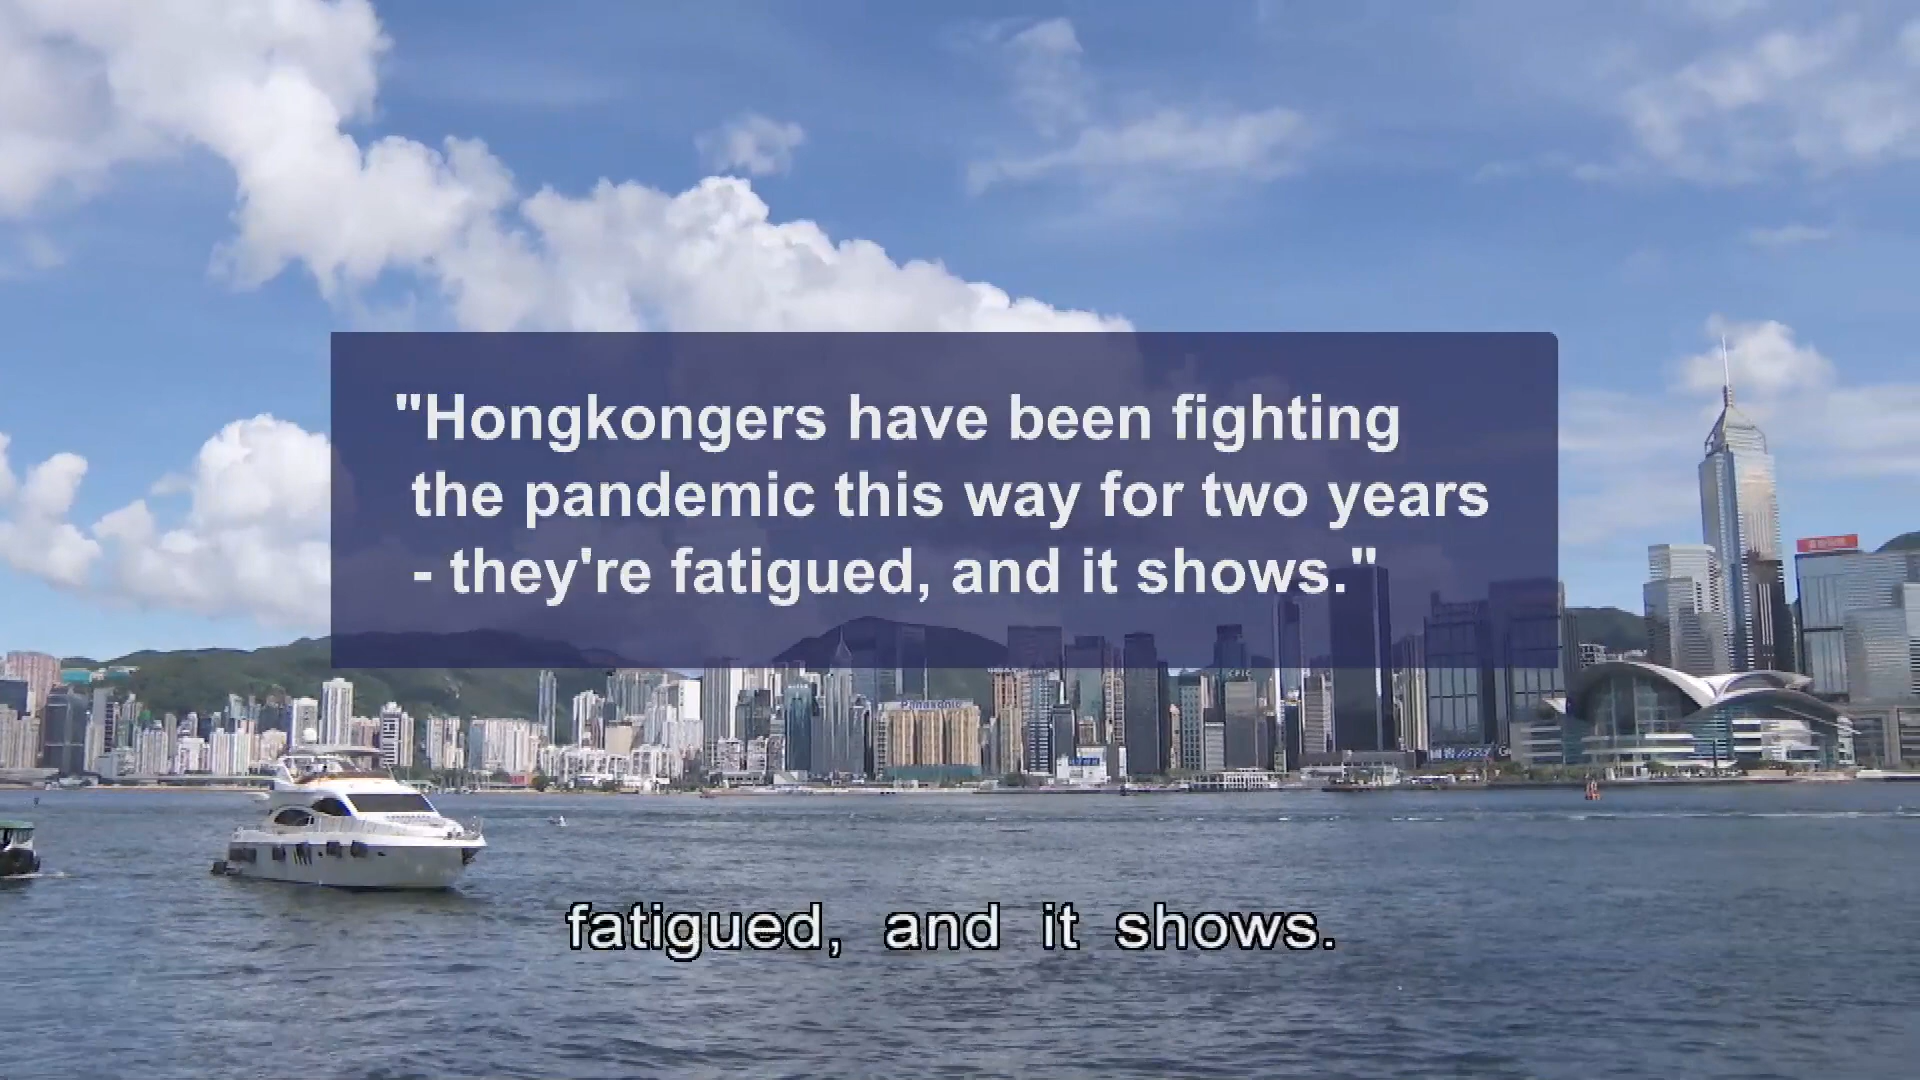 "Hongkongers have been fighting
the pandemic this way for two years
- they're fatigued, and it shows."
Panasonic
fatigued, and it shows.